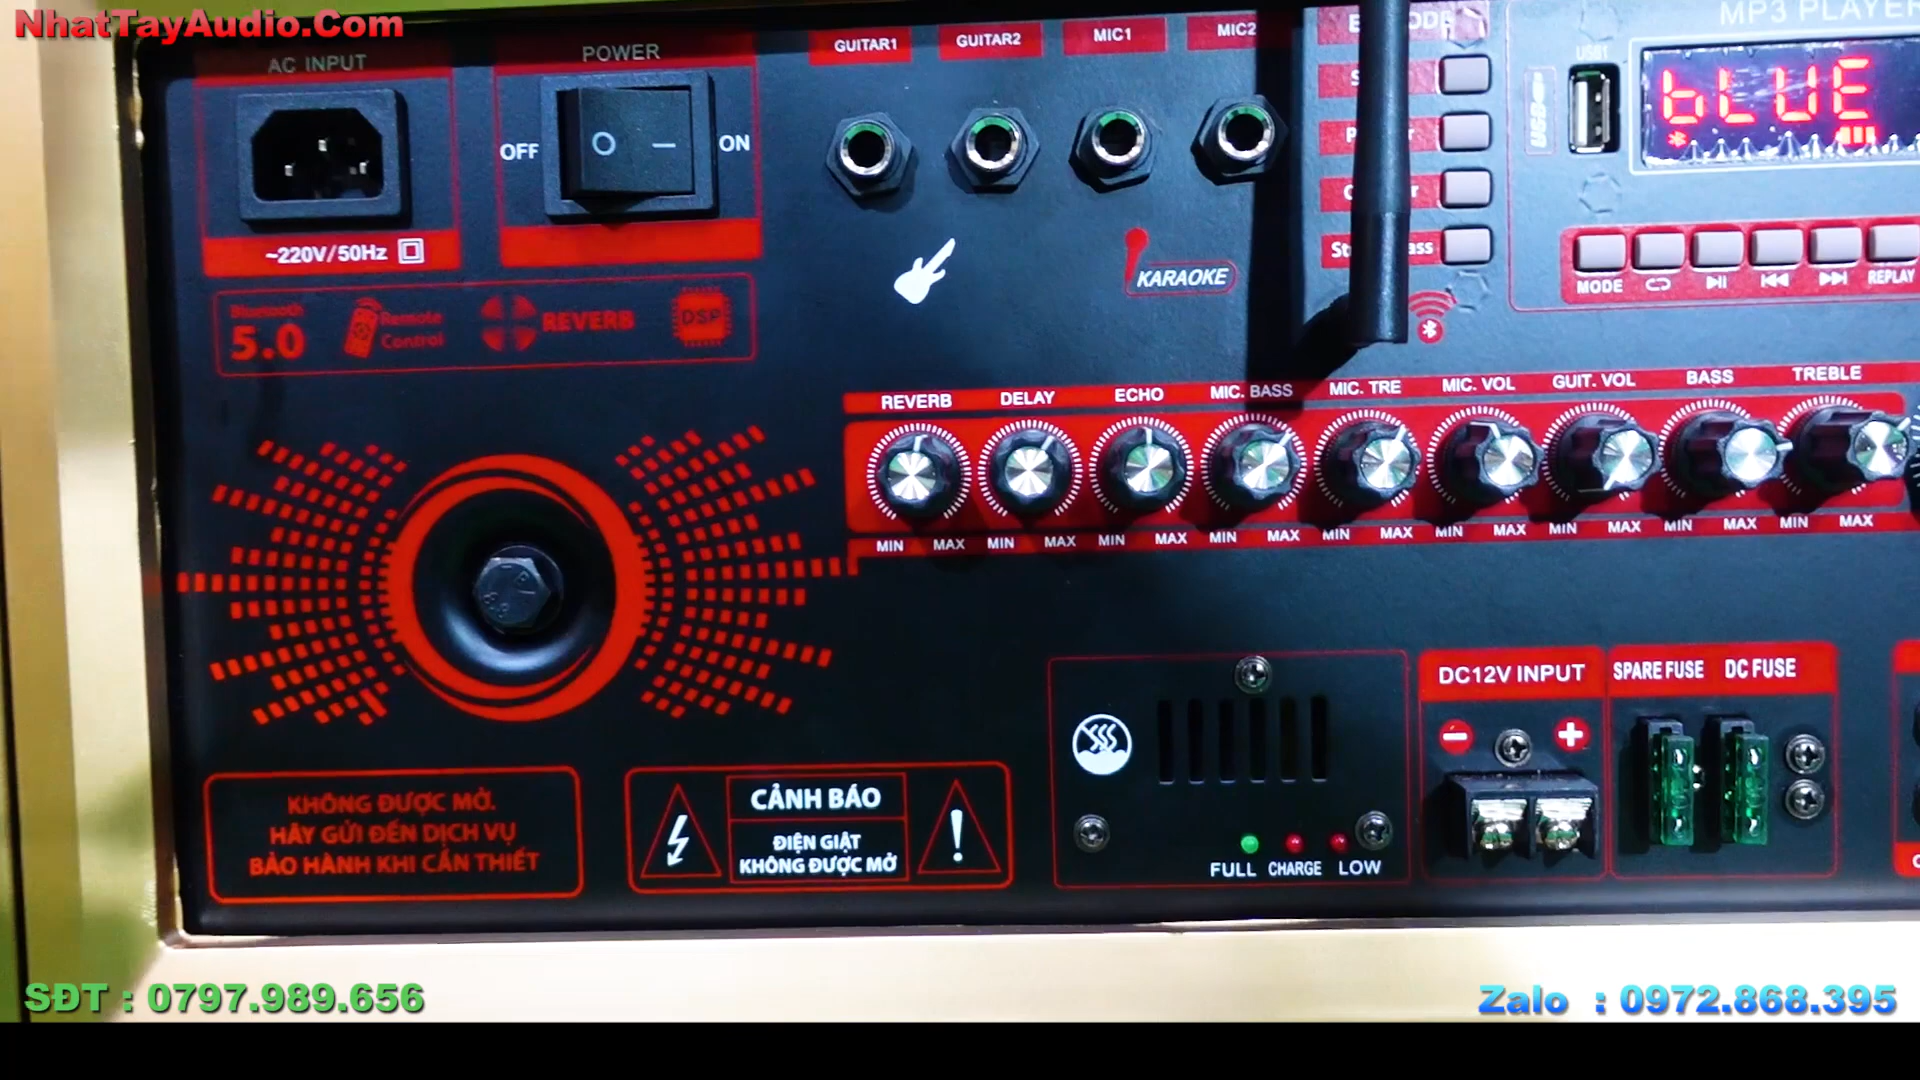 NhatTayAudio.Com
AC INPUT
POWER
GUITAR1
GUITAR2
MIC1
MIC2
MP3 PLAYER
USB1
bLUE
OFF
ON
~220V/50Hz
KARAOKE
MODE
REPLAY
Bluetooth
5.0
Remote
Control
REVERB
DSP
REVERB
DELAY
ECHO
MIC. BASS
MIC. TRE
MIC. VOL
GUIT. VOL
BASS
TREBLE
MIN MAX MIN MAX MIN MAX MIN MAX MIN MAX MIN MAX MIN MAX MIN MAX MIN MAX
DC12V INPUT
SPARE FUSE
DC FUSE
KHÔNG ĐƯỢC MỞ.
HÃY GỬI ĐẾN DỊCH VỤ
BẢO HÀNH KHI CẦN THIẾT
CẢNH BÁO
ĐIỆN GIẬT
KHÔNG ĐƯỢC MỞ
FULL
CHARGE
LOW
SĐT : 0797.989.656
Zalo : 0972.868.395